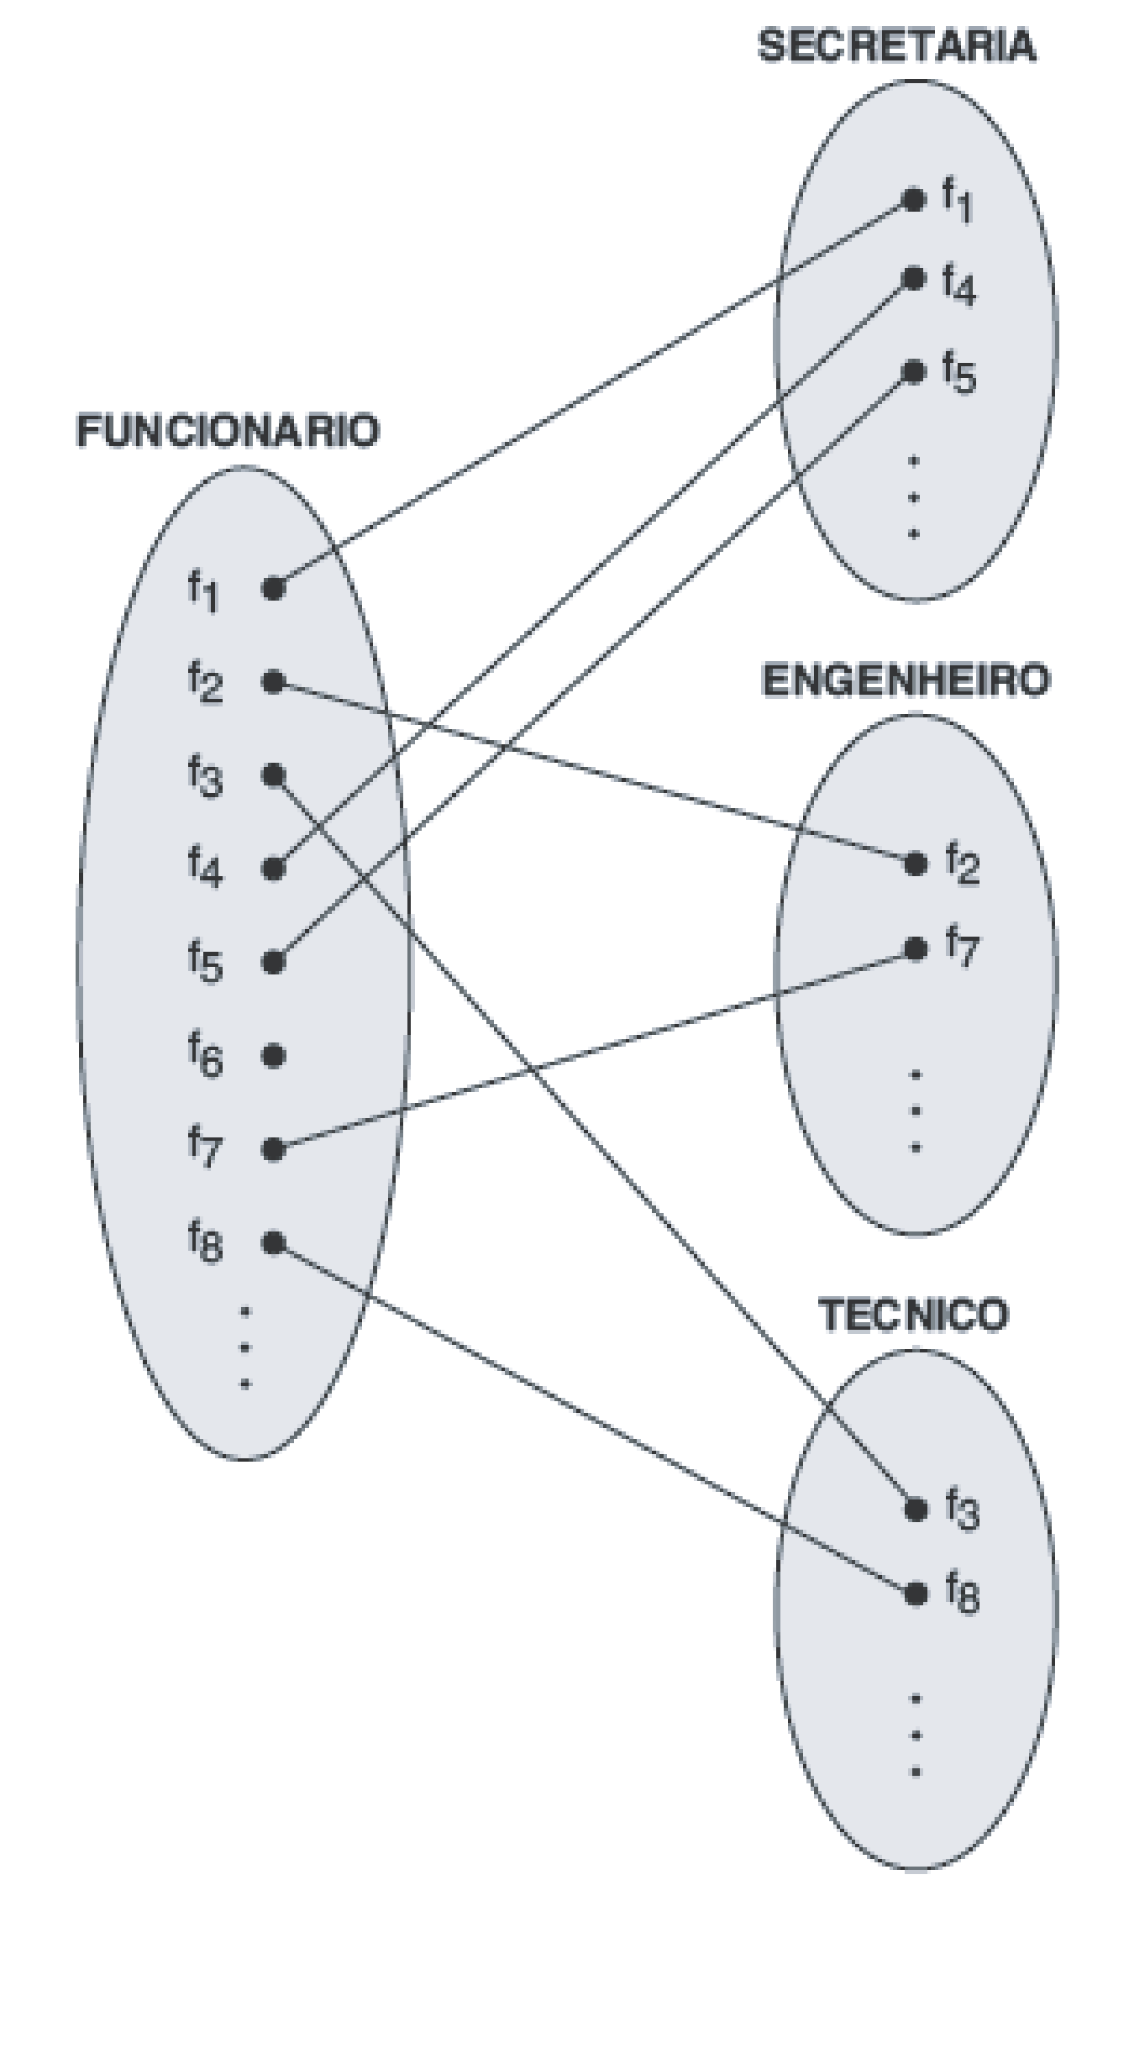 SECRETARIA
f1
f4
f5
FUNCIONARIO
f1
f2
f3
f4
f5
f6
f7
f8
ENGENHEIRO
f2
f7
TECNICO
f3
f8